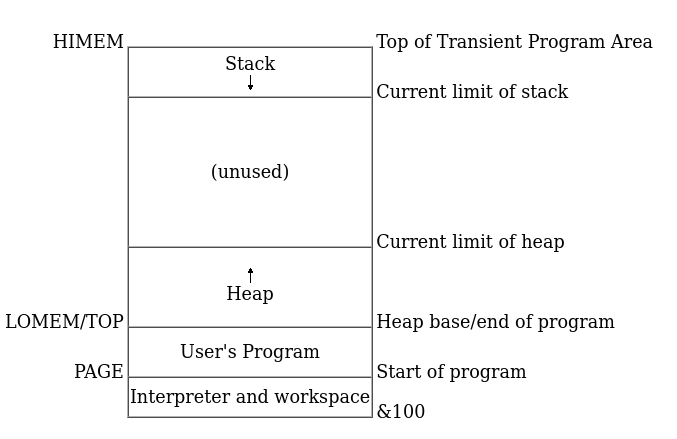 HIMEM
Top of Transient Program Area
Stack
Current limit of stack
(unused)
Current limit of heap
Heap
LOMEM/TOP
Heap base/end of program
User's Program
PAGE
Start of program
Interpreter and workspace
&100